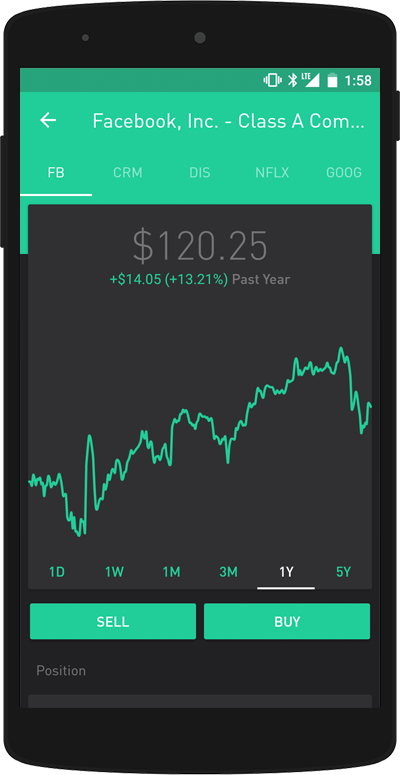 LTE 1:58
Facebook, Inc. - Class A Com...
FB CRM DIS NFLX GOOG
$120.25
+$14.05 (+13.21%) Past Year
1D 1W 1M 3M 1Y 5Y
SELL BUY
Position